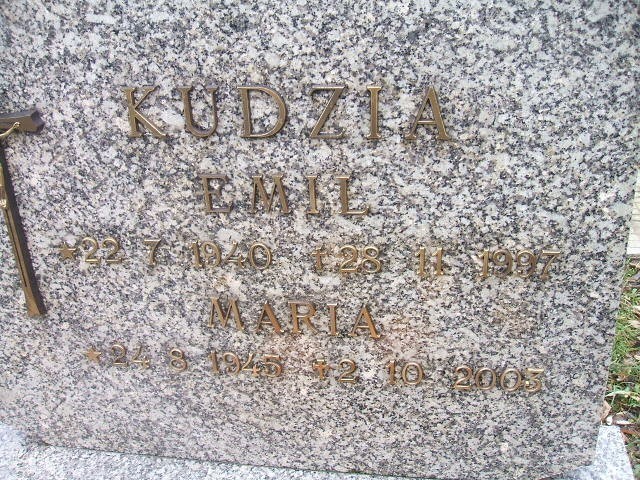 KUDZIA
EMIL
★22 7 1940 †28 11 1997
MARIA
★24 8 1945 †2 10 2003